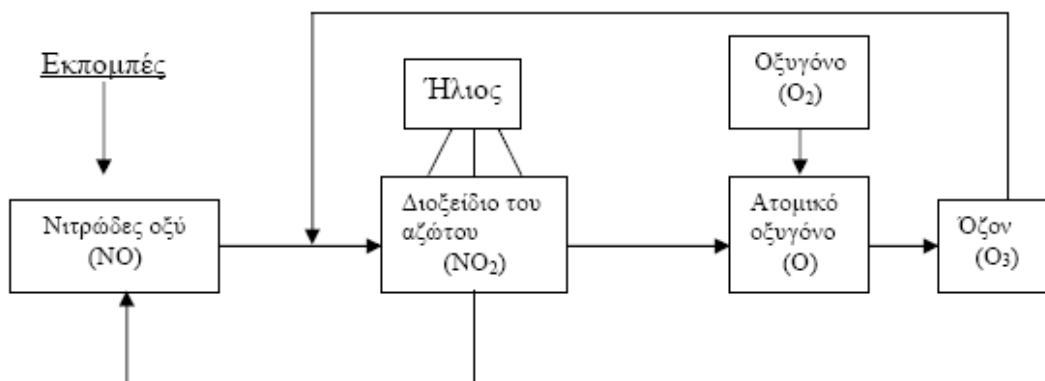 Εκπομπές
Ήλιος
Οξυγόνο
(O₂)
Νιτρώδες οξύ
(NO)
Διοξείδιο του
αζώτου
(NO₂)
Ατομικό
οξυγόνο
(O)
Όζον
(O₃)